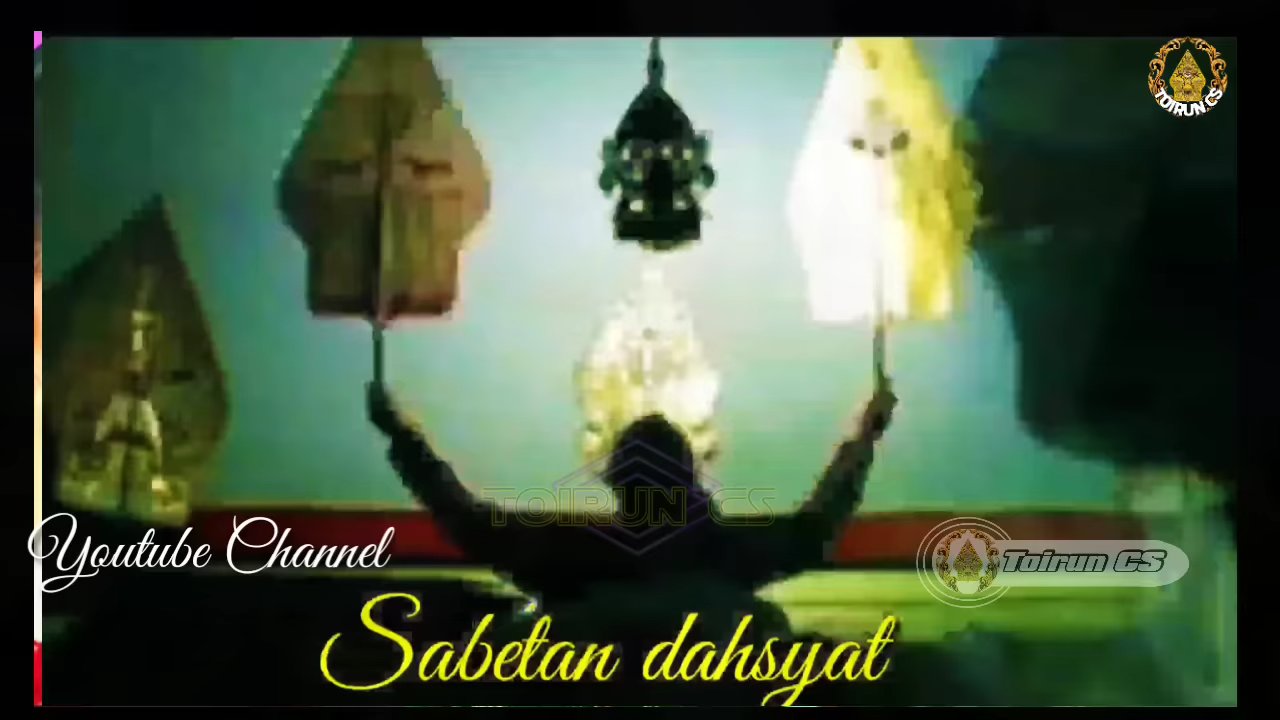 TOIRUN CS
TOIRUN CS
Youtube Channel
Toirun CS
Sabetan dahsyat